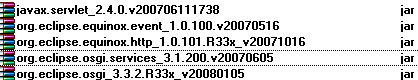 javax.servlet_2.4.0.v200706111738 jar
org.eclipse.equinox.event_1.0.100.v20070516 jar
org.eclipse.equinox.http_1.0.101.R33x_v20071016 jar
org.eclipse.osgi.services_3.1.200.v20070605 jar
org.eclipse.osgi_3.3.2.R33x_v20080105 jar